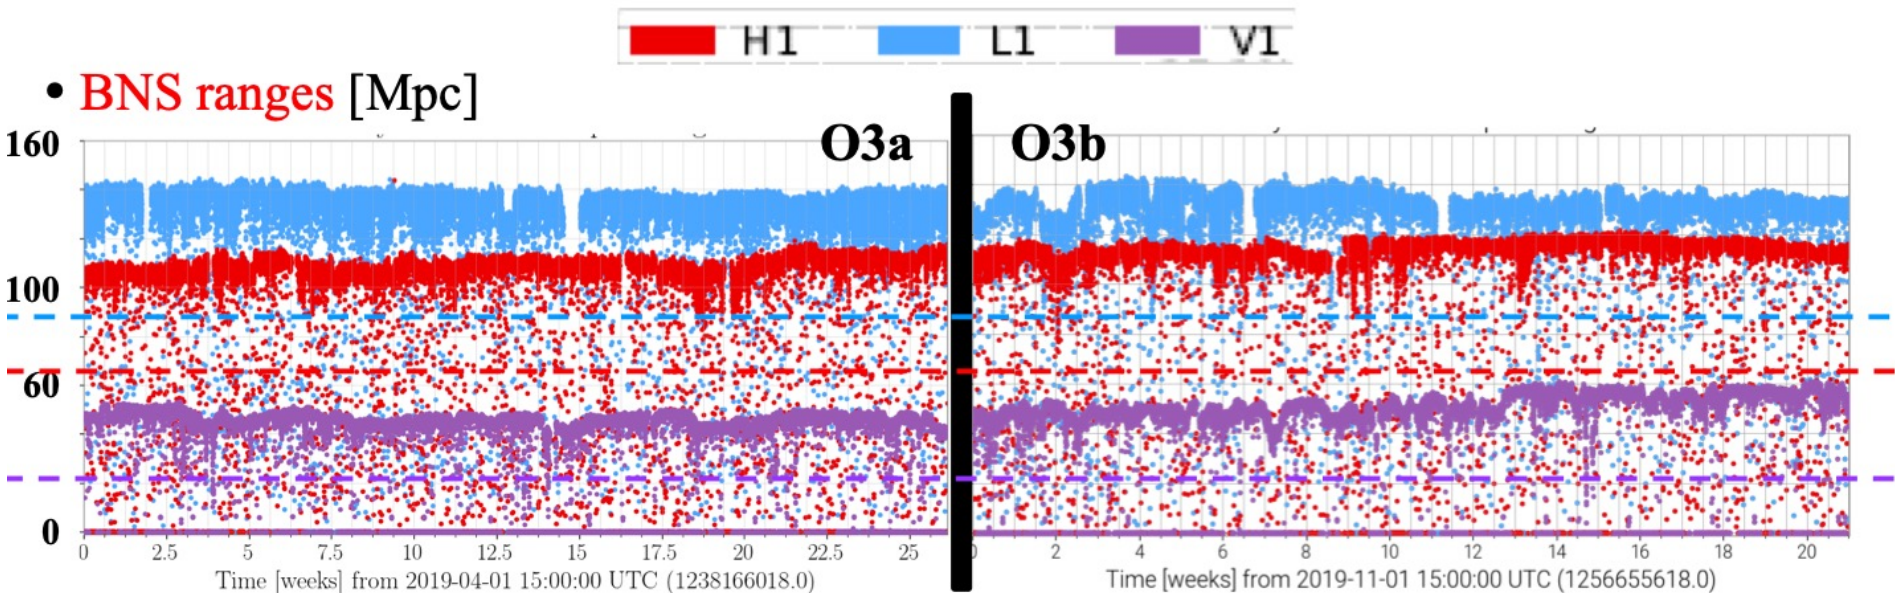 H1 L1 V1
• BNS ranges [Mpc]
O3a O3b
160
100
60
0
0 2.5 5 7.5 10 12.5 15 17.5 20 22.5 25
0 2 4 6 8 10 12 14 16 18 20
Time [weeks] from 2019-04-01 15:00:00 UTC (1238166018.0)
Time [weeks] from 2019-11-01 15:00:00 UTC (1256655618.0)